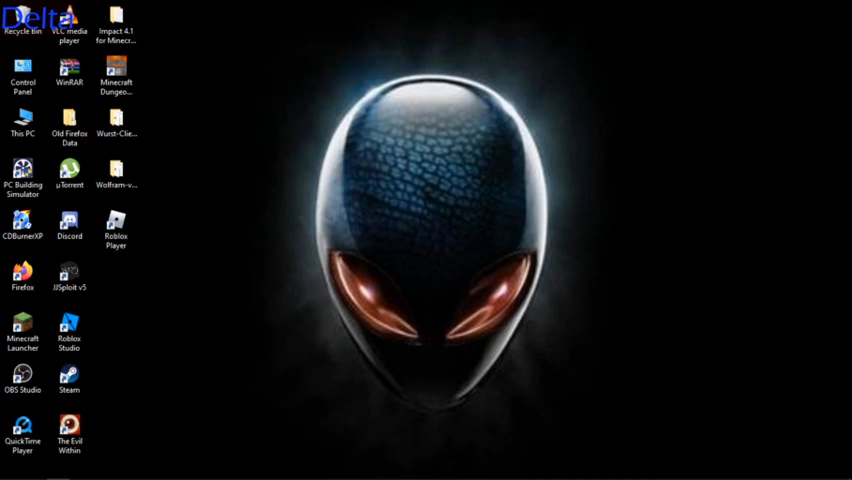 Delta
Recycle Bin
VLC media
player
Impact 4.1
for Minecr...
Control
Panel
WinRAR
Minecraft
Dungeo...
This PC
Old Firefox
Data
Wurst-Clie...
PC Building
Simulator
µTorrent
Wolfram-v...
CDBurnerXP
Discord
Roblox
Player
Firefox
JJSploit v5
Minecraft
Launcher
Roblox
Studio
OBS Studio
Steam
QuickTime
Player
The Evil
Within